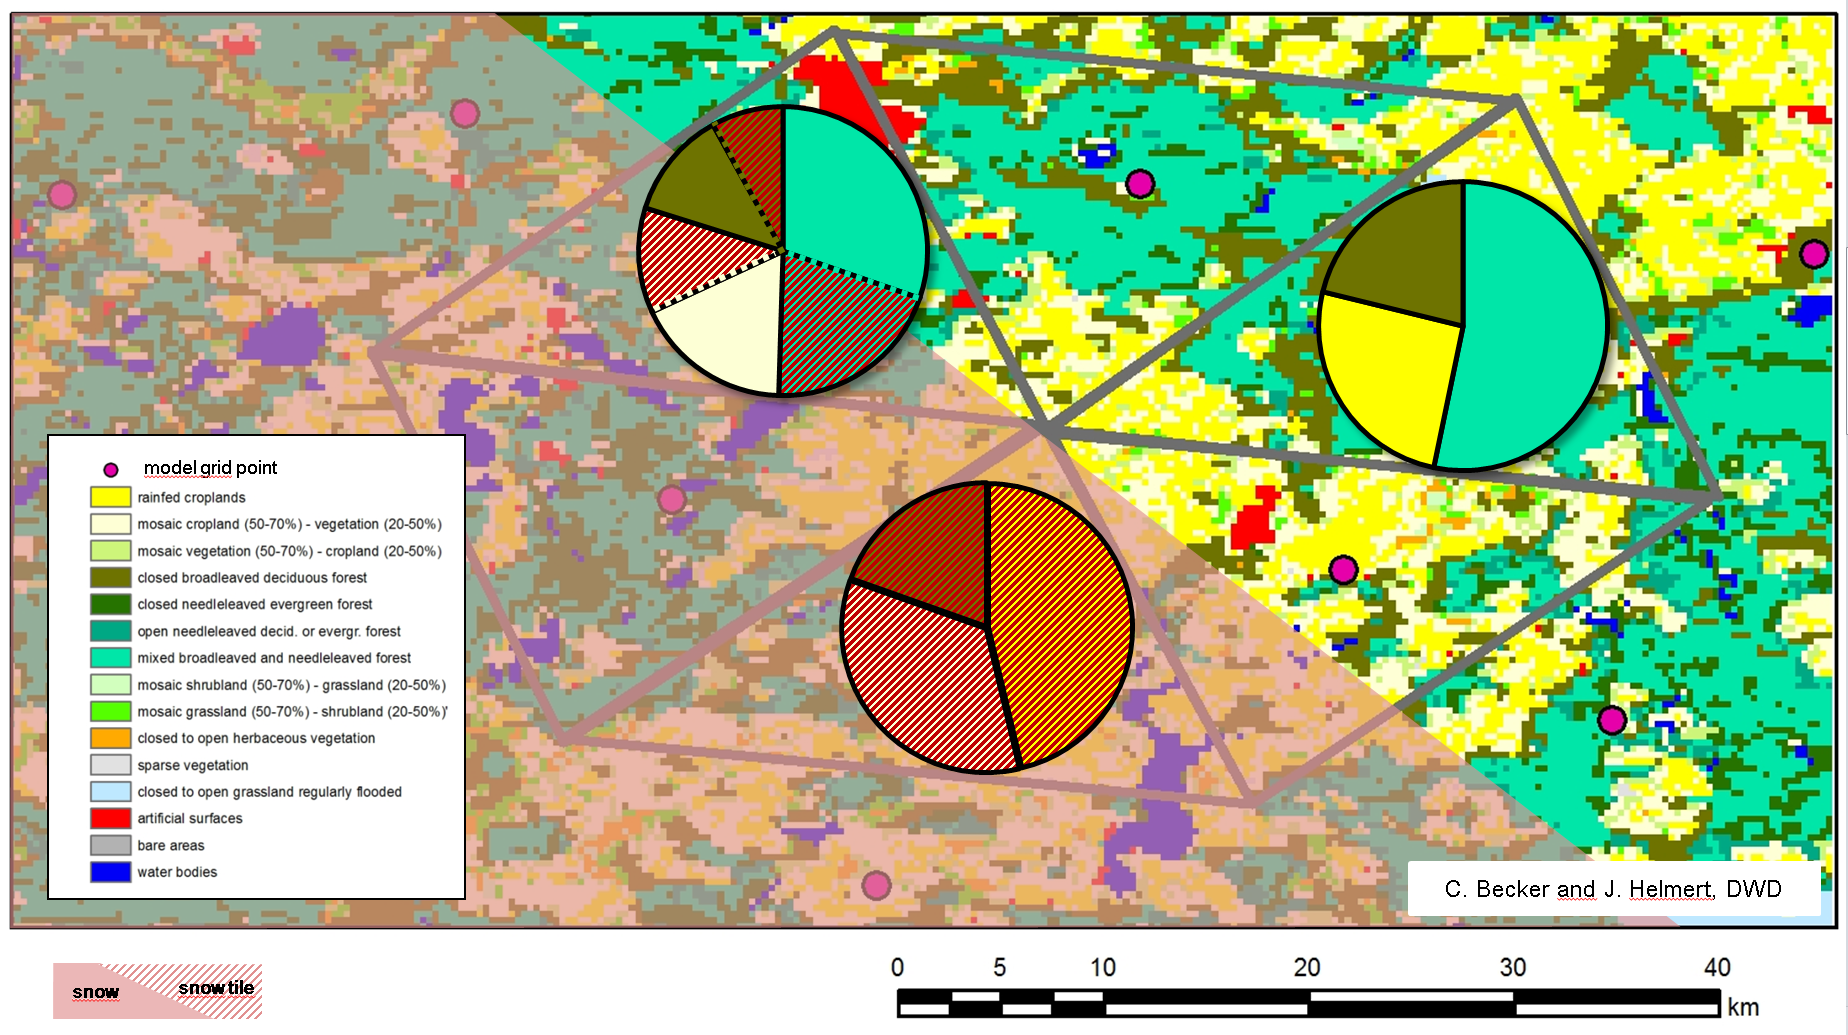 model grid point
rainfed croplands
mosaic cropland (50-70%) - vegetation (20-50%)
mosaic vegetation (50-70%) - cropland (20-50%)
closed broadleaved deciduous forest
closed needleleaved evergreen forest
open needleleaved decid. or evergr. forest
mixed broadleaved and needleleaved forest
mosaic shrubland (50-70%) - grassland (20-50%)
mosaic grassland (50-70%) - shrubland (20-50%)'
closed to open herbaceous vegetation
sparse vegetation
closed to open grassland regularly flooded
artificial surfaces
bare areas
water bodies
C. Becker and J. Helmert, DWD
snow snow tile
0 5 10 20 30 40
km